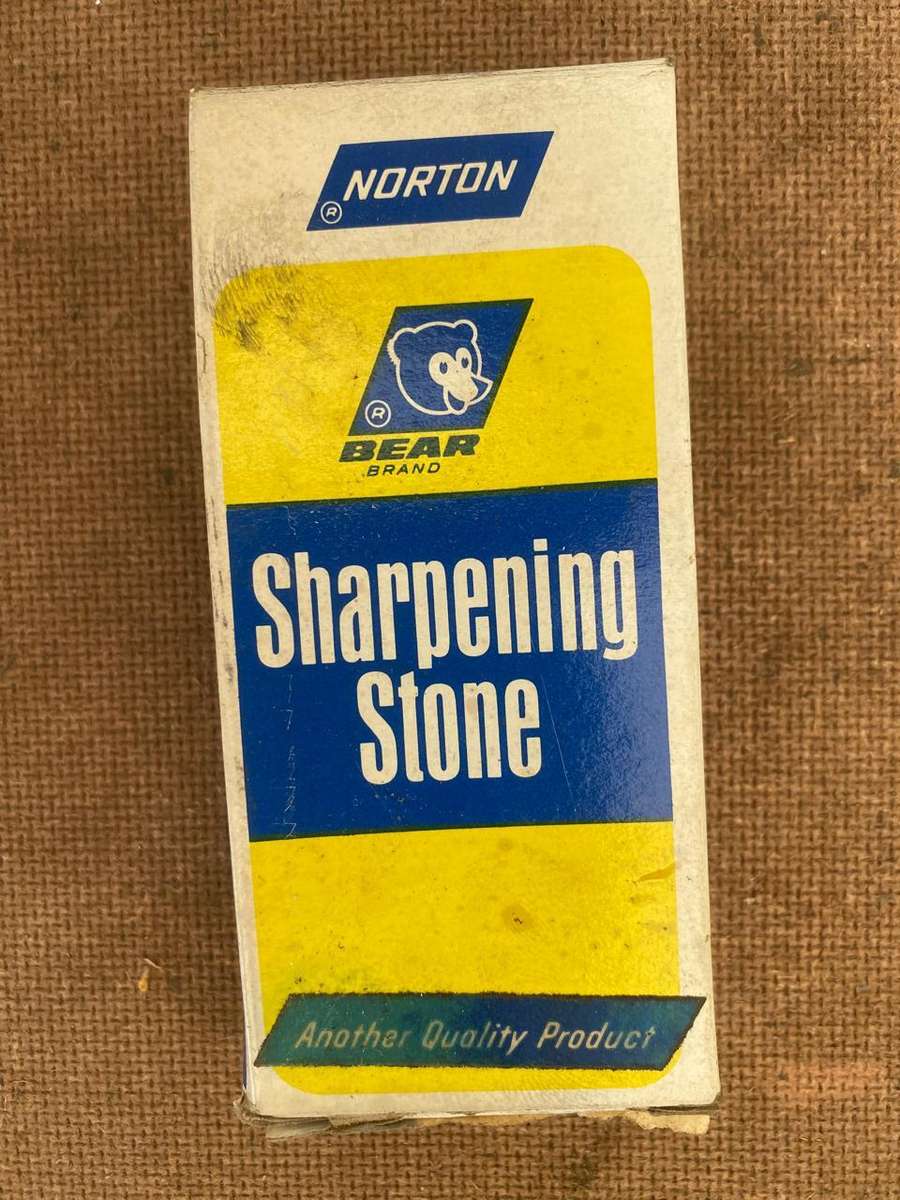 NORTON
®
®
BEAR
BRAND
Sharpening
Stone
Another Quality Product